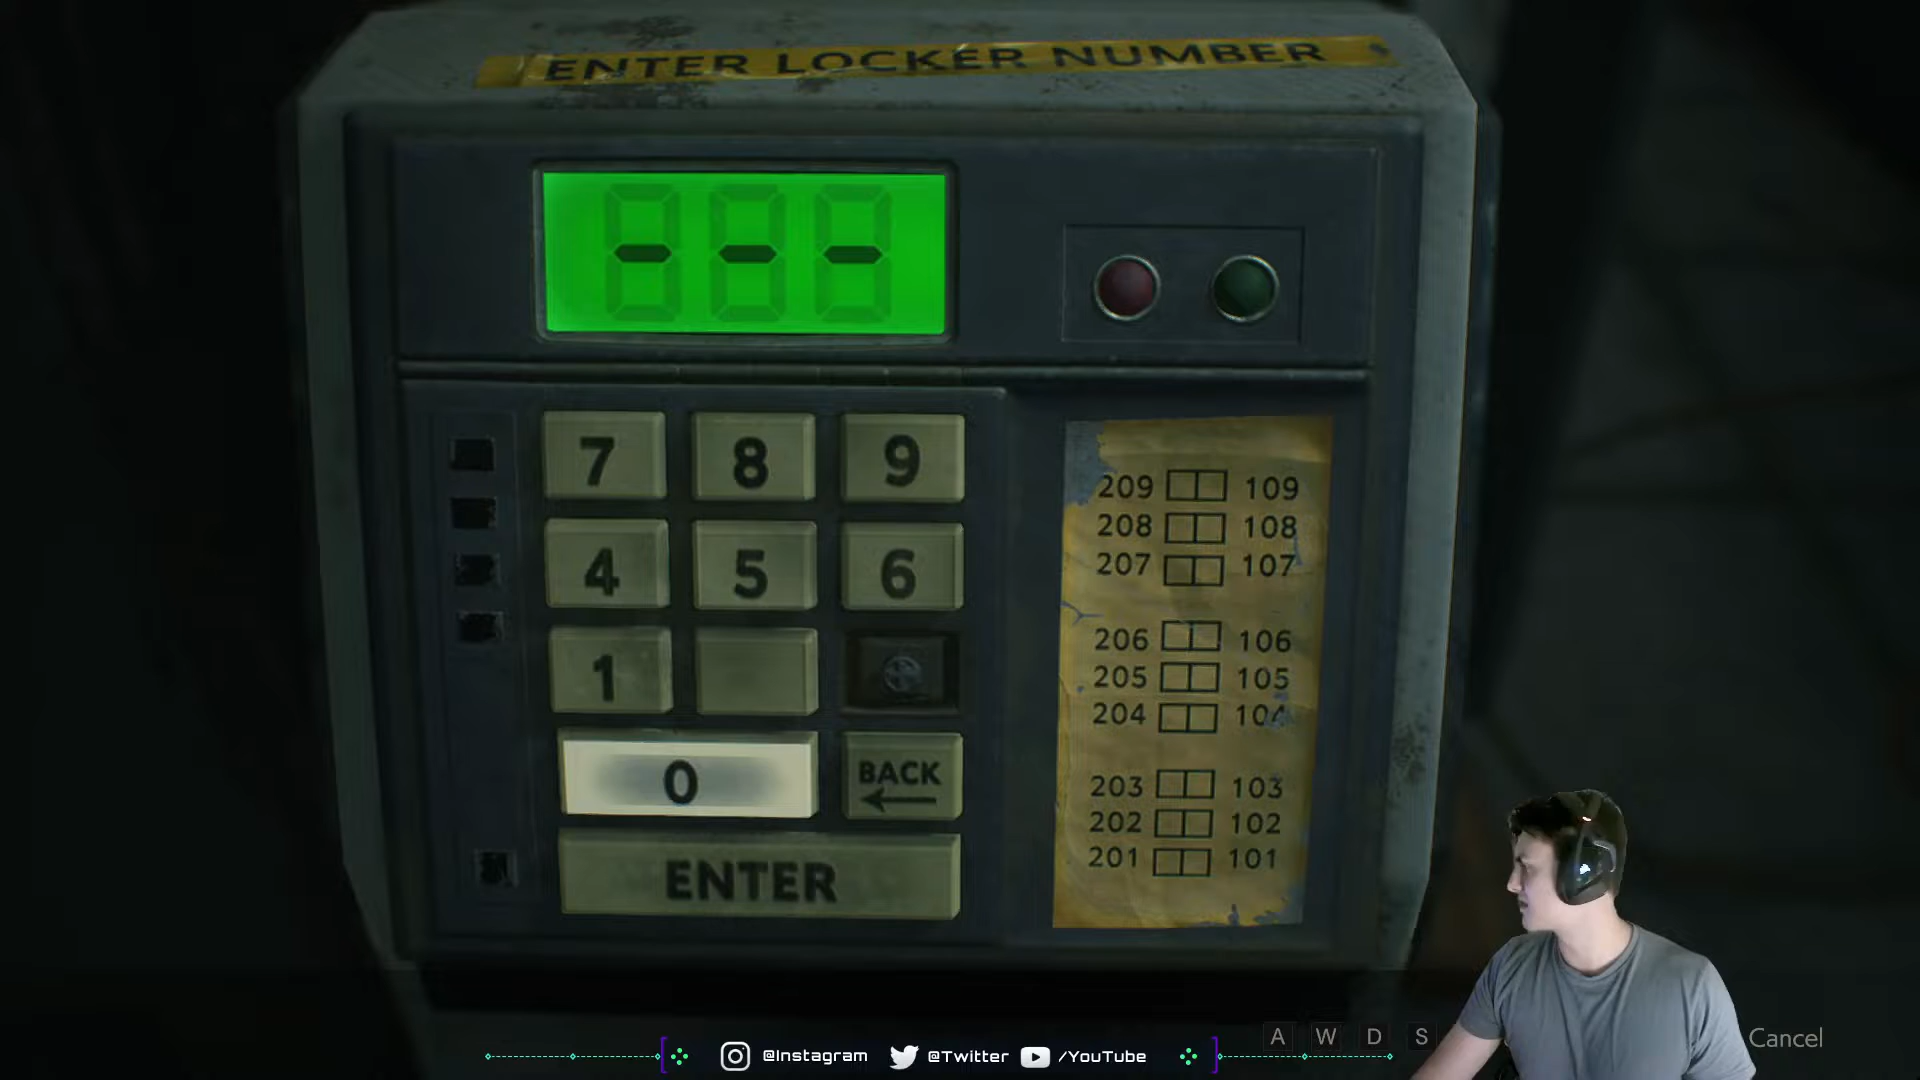 ENTER LOCKER NUMBER
7 8 9
4 5 6
1
0 BACK
ENTER
209 109
208 108
207 107
206 106
205 105
204 104
203 103
202 102
201 101
A W D S Cancel
@Instagram @Twitter /YouTube